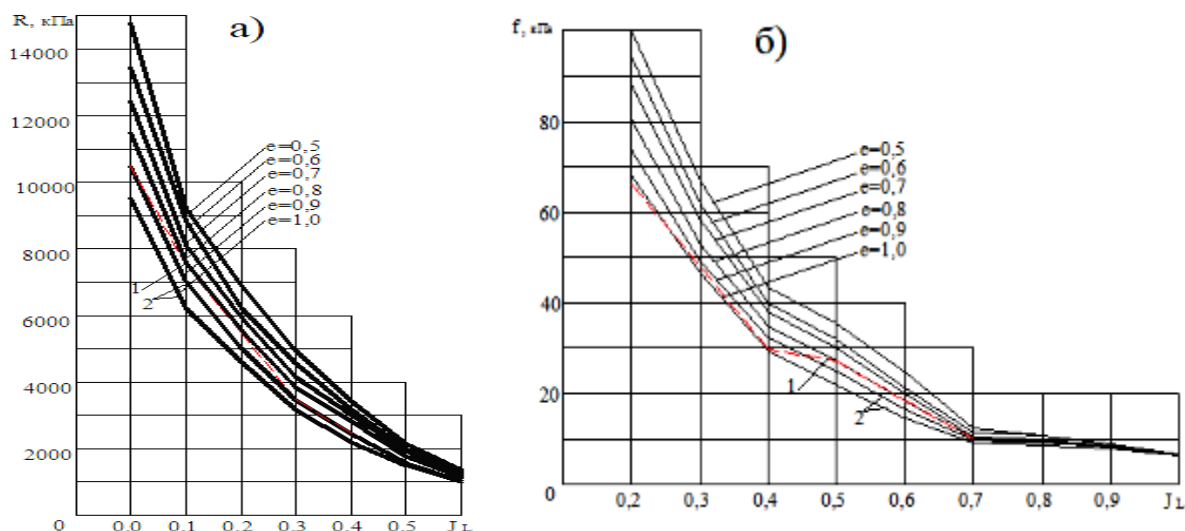 R, кПа
а)
14000
12000
10000
8000
6000
4000
2000
0
e=0,5
e=0,6
e=0,7
e=0,8
e=0,9
e=1,0
1
2
0,0 0,1 0,2 0,3 0,4 0,5 J L
f, кПа
б)
80
60
40
20
0
e=0,5
e=0,6
e=0,7
e=0,8
e=0,9
e=1,0
1
2
0,2 0,3 0,4 0,5 0,6 0,7 0,8 0,9 J L